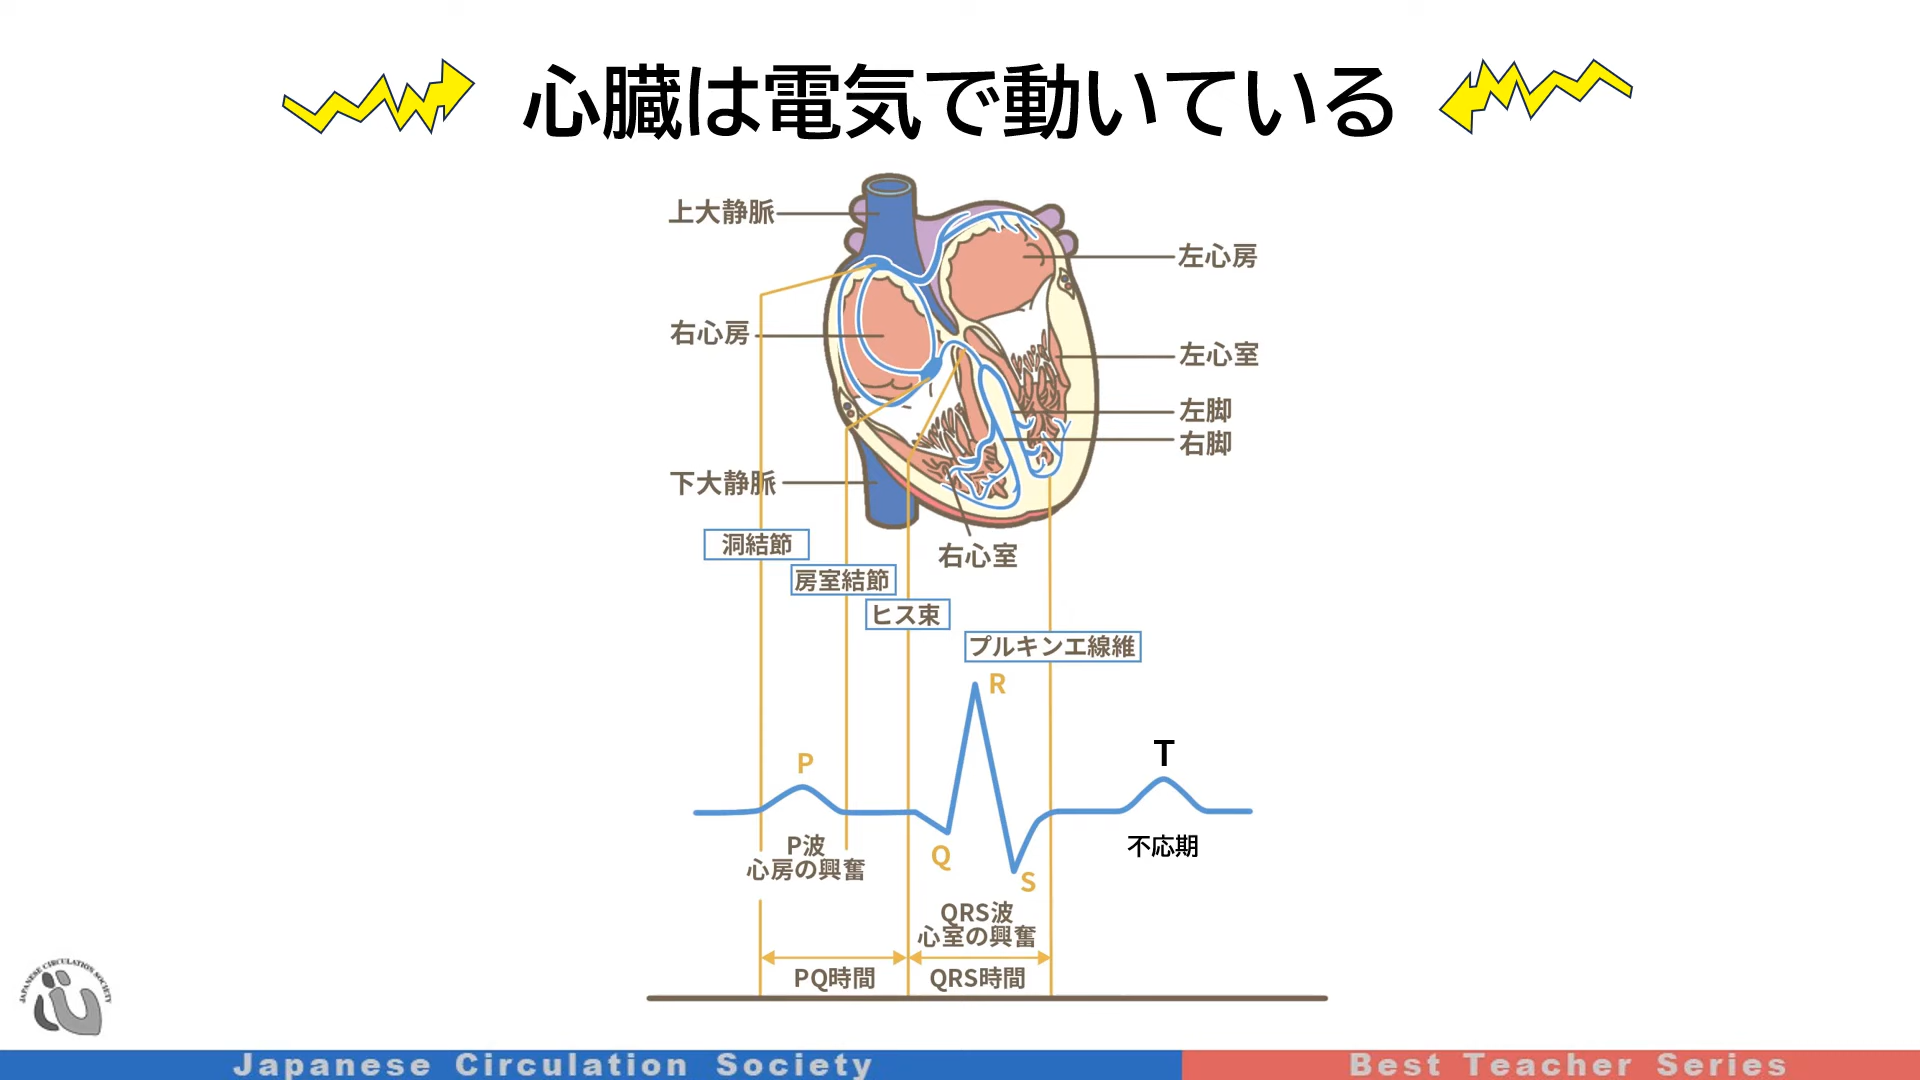 心臓は電気で動いている
上大静脈
左心房
右心房
左心室
左脚
右脚
下大静脈
右心室
洞結節
房室結節
ヒス束
プルキンエ線維
R
P
T
Q
S
P波
心房の興奮
不応期
QRS波
心室の興奮
PQ時間
QRS時間
JAPANESE CIRCULATION SOCIETY
Japanese Circulation Society
Best Teacher Series